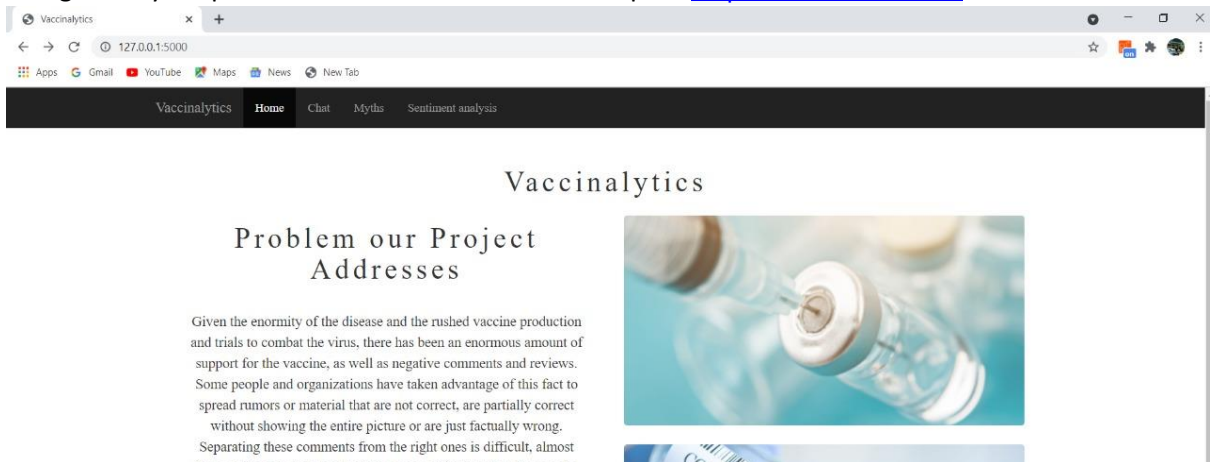 Vaccinalytics
127.0.0.1:5000
Apps Gmail YouTube Maps News New Tab
on
Vaccinalytics Home Chat Myths Sentiment analysis
Vaccinalytics
Problem our Project
Addresses
Given the enormity of the disease and the rushed vaccine production
and trials to combat the virus, there has been an enormous amount of
support for the vaccine, as well as negative comments and reviews.
Some people and organizations have taken advantage of this fact to
spread rumors or material that are not correct, are partially correct
without showing the entire picture or are just factually wrong.
Separating these comments from the right ones is difficult, almost